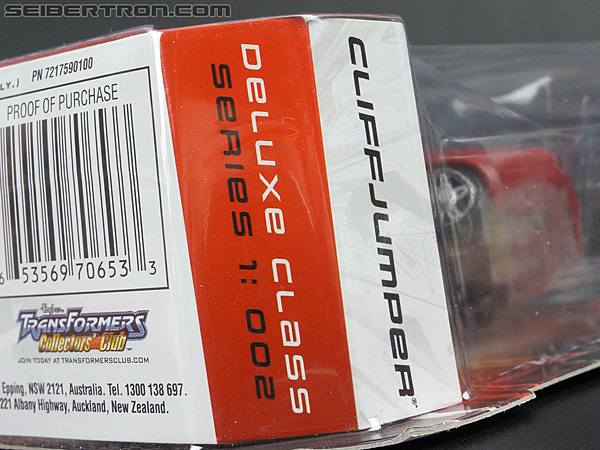 SEIBERTRON.COM
LY.) PN 7217590100
PROOF OF PURCHASE
53569 70653 3
TRANSFORMERS
Collectors' Club
JOIN TODAY AT TRANSFORMERSCLUB.COM
Epping, NSW 2121, Australia. Tel. 1300 138 697.
221 Albany Highway, Auckland, New Zealand.
DELUXE CLASS
SERIES 1: 002
CLIFFJUMPER®